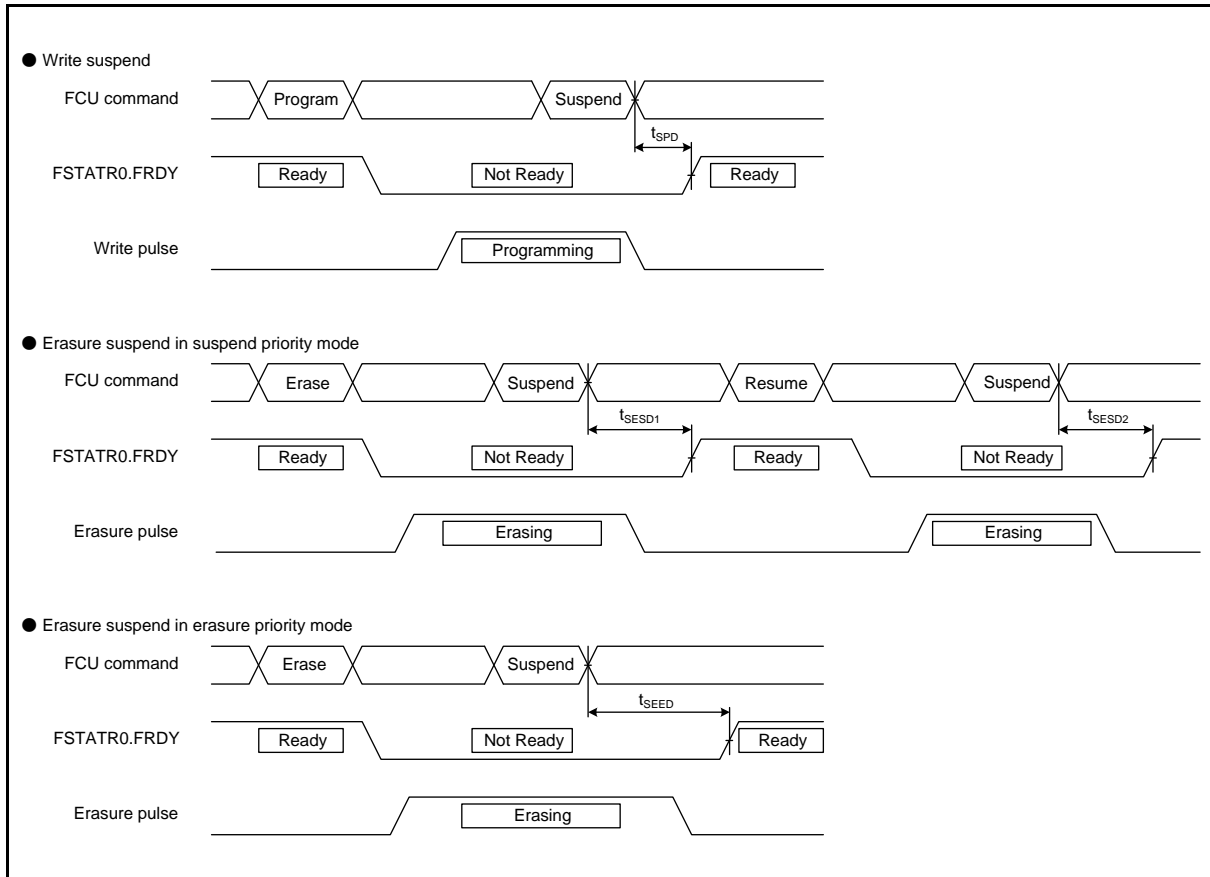 ● Write suspend
FCU command Program Suspend
tSPD
FSTATR0.FRDY Ready Not Ready Ready
Write pulse Programming
● Erasure suspend in suspend priority mode
FCU command Erase Suspend Resume Suspend
tSESD1 tSESD2
FSTATR0.FRDY Ready Not Ready Ready Not Ready
Erasure pulse Erasing Erasing
● Erasure suspend in erasure priority mode
FCU command Erase Suspend
tSEED
FSTATR0.FRDY Ready Not Ready Ready
Erasure pulse Erasing